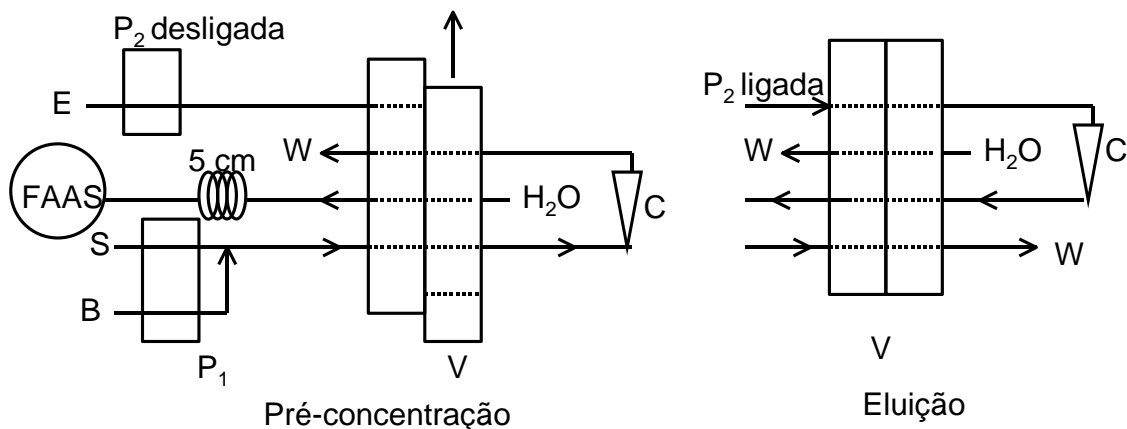 P₂ desligada
E
W
5 cm
FAAS
H₂O
C
S
B
P₁
V
Pré-concentração
P₂ ligada
W
H₂O
C
W
V
Eluição